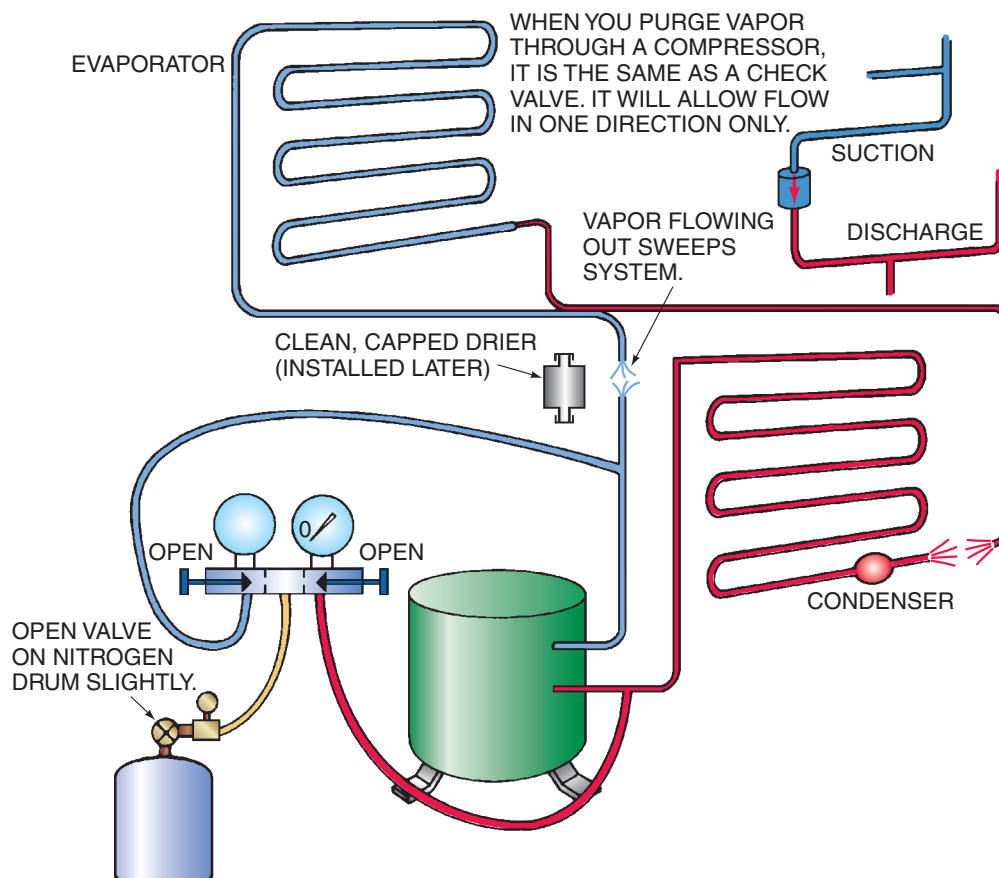 EVAPORATOR
WHEN YOU PURGE VAPOR
THROUGH A COMPRESSOR,
IT IS THE SAME AS A CHECK
VALVE. IT WILL ALLOW FLOW
IN ONE DIRECTION ONLY.
SUCTION
DISCHARGE
VAPOR FLOWING
OUT SWEEPS
SYSTEM.
CLEAN, CAPPED DRIER
(INSTALLED LATER)
0
OPEN
OPEN
CONDENSER
OPEN VALVE
ON NITROGEN
DRUM SLIGHTLY.